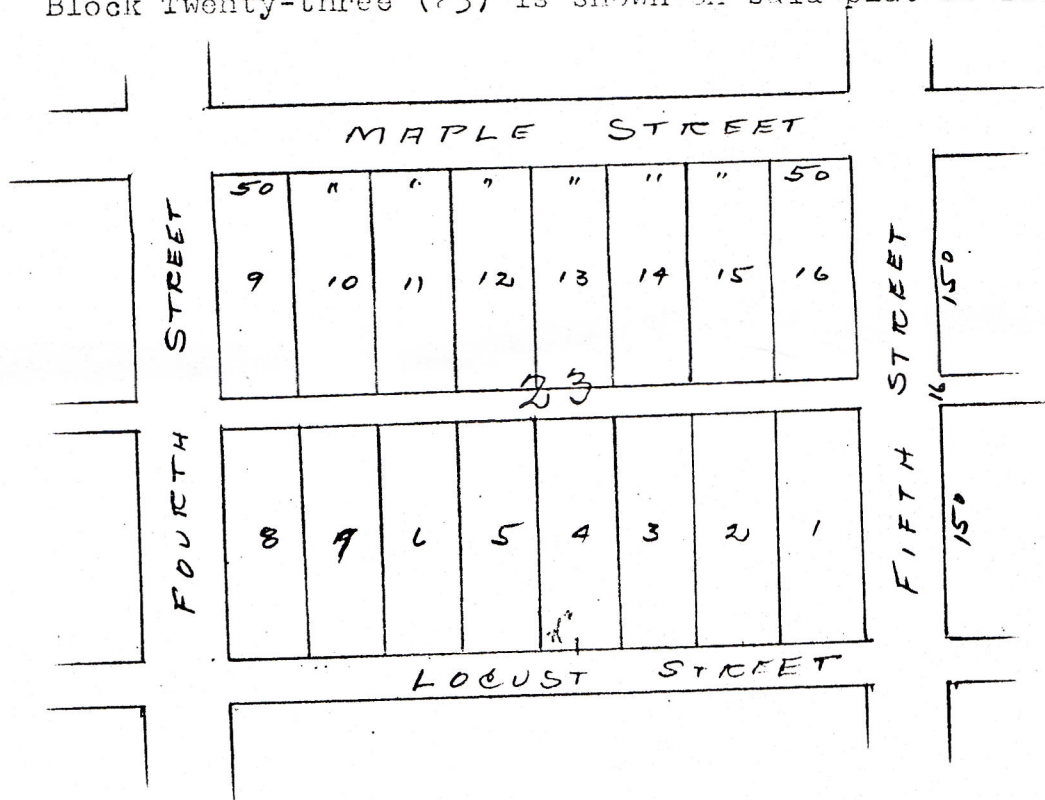 Block Twenty-three (23) is shown on said plat
MAPLE STREET
50 " " " " " " 50
9 10 11 12 13 14 15 16
FOURTH STREET
FIFTH STREET
150
23
16
8 7 6 5 4 3 2 1
150
LOCUST STREET